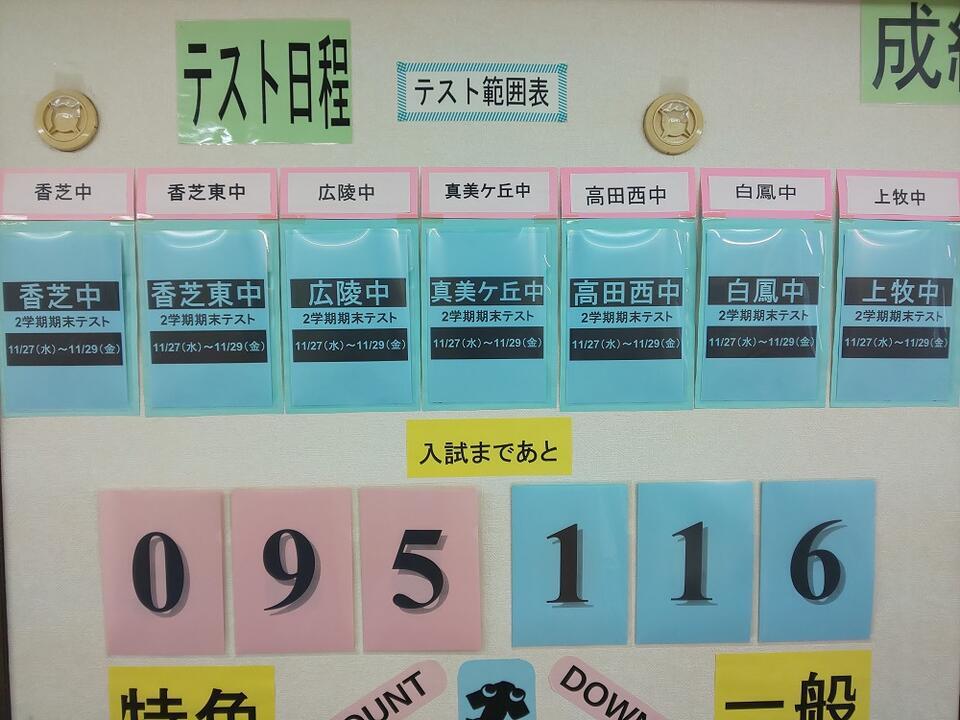 テスト日程
テスト範囲表
香芝中
香芝東中
広陵中
真美ケ丘中
高田西中
白鳳中
上牧中
香芝中
2学期期末テスト
11/27(水)～11/29(金)
香芝東中
2学期期末テスト
11/27(水)～11/29(金)
広陵中
2学期期末テスト
11/27(水)～11/29(金)
真美ケ丘中
2学期期末テスト
11/27(水)～11/29(金)
高田西中
2学期期末テスト
11/27(水)～11/29(金)
白鳳中
2学期期末テスト
11/27(水)～11/29(金)
上牧中
2学期期末テスト
11/27(水)～11/29(金)
入試まであと
095
116
特色
COUNT
DOWN
一般